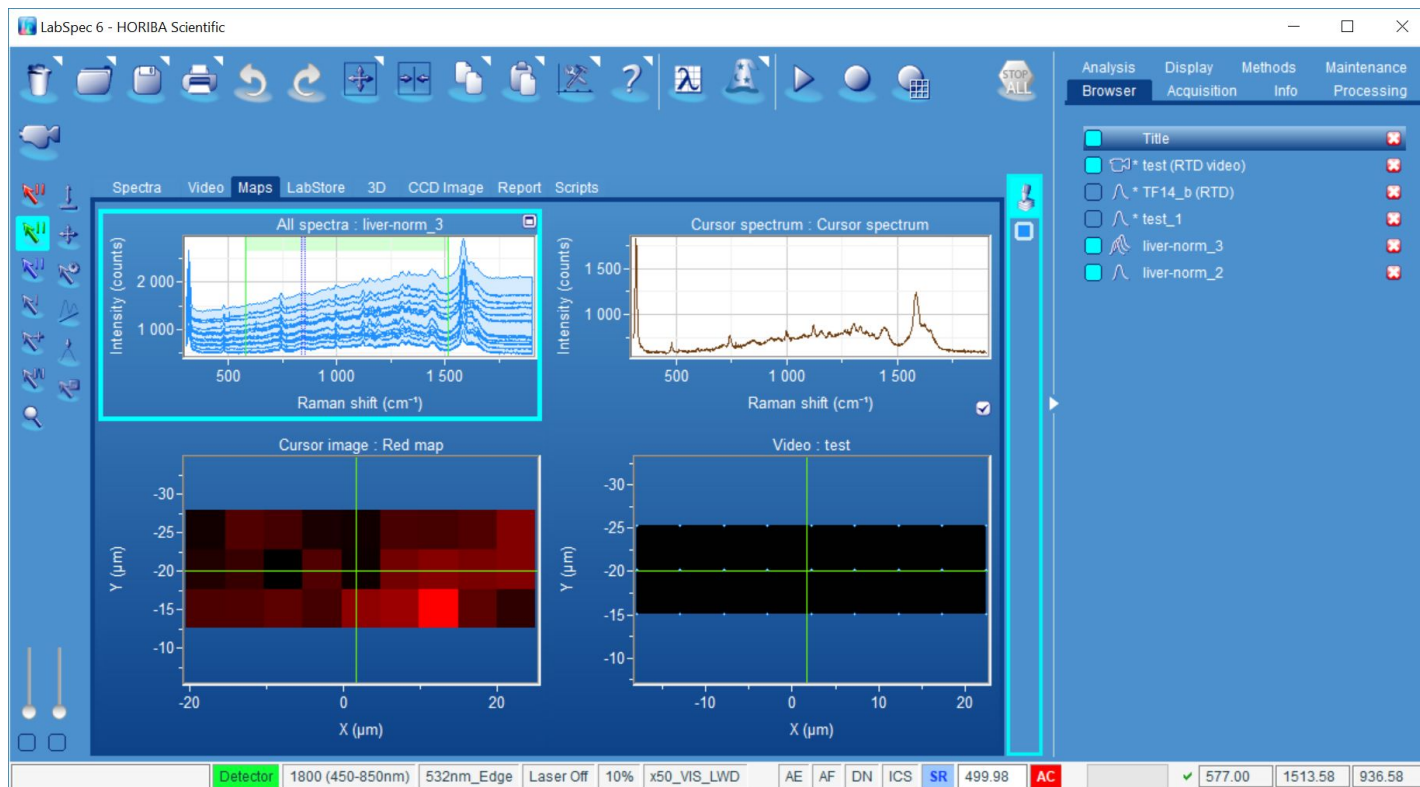 LabSpec 6 - HORIBA Scientific
STOP ALL
Analysis Display Methods Maintenance
Browser Acquisition Info Processing
Title
* test (RTD video)
* TF14_b (RTD)
* test_1
liver-norm_3
liver-norm_2
Spectra Video Maps LabStore 3D CCD Image Report Scripts
All spectra : liver-norm_3
Intensity (counts)
2 000
1 000
500 1 000 1 500
Raman shift (cm⁻¹)
Cursor spectrum : Cursor spectrum
Intensity (counts)
1 500
1 000
500 1 000 1 500
Raman shift (cm⁻¹)
Cursor image : Red map
Y (µm)
-30
-25
-20
-15
-10
-20 0 20
X (µm)
Video : test
Y (µm)
-30
-25
-20
-15
-10
-10 0 10 20
X (µm)
Detector 1800 (450-850nm) 532nm_Edge Laser Off 10% x50_VIS_LWD AE AF DN ICS SR 499.98 AC 577.00 1513.58 936.58